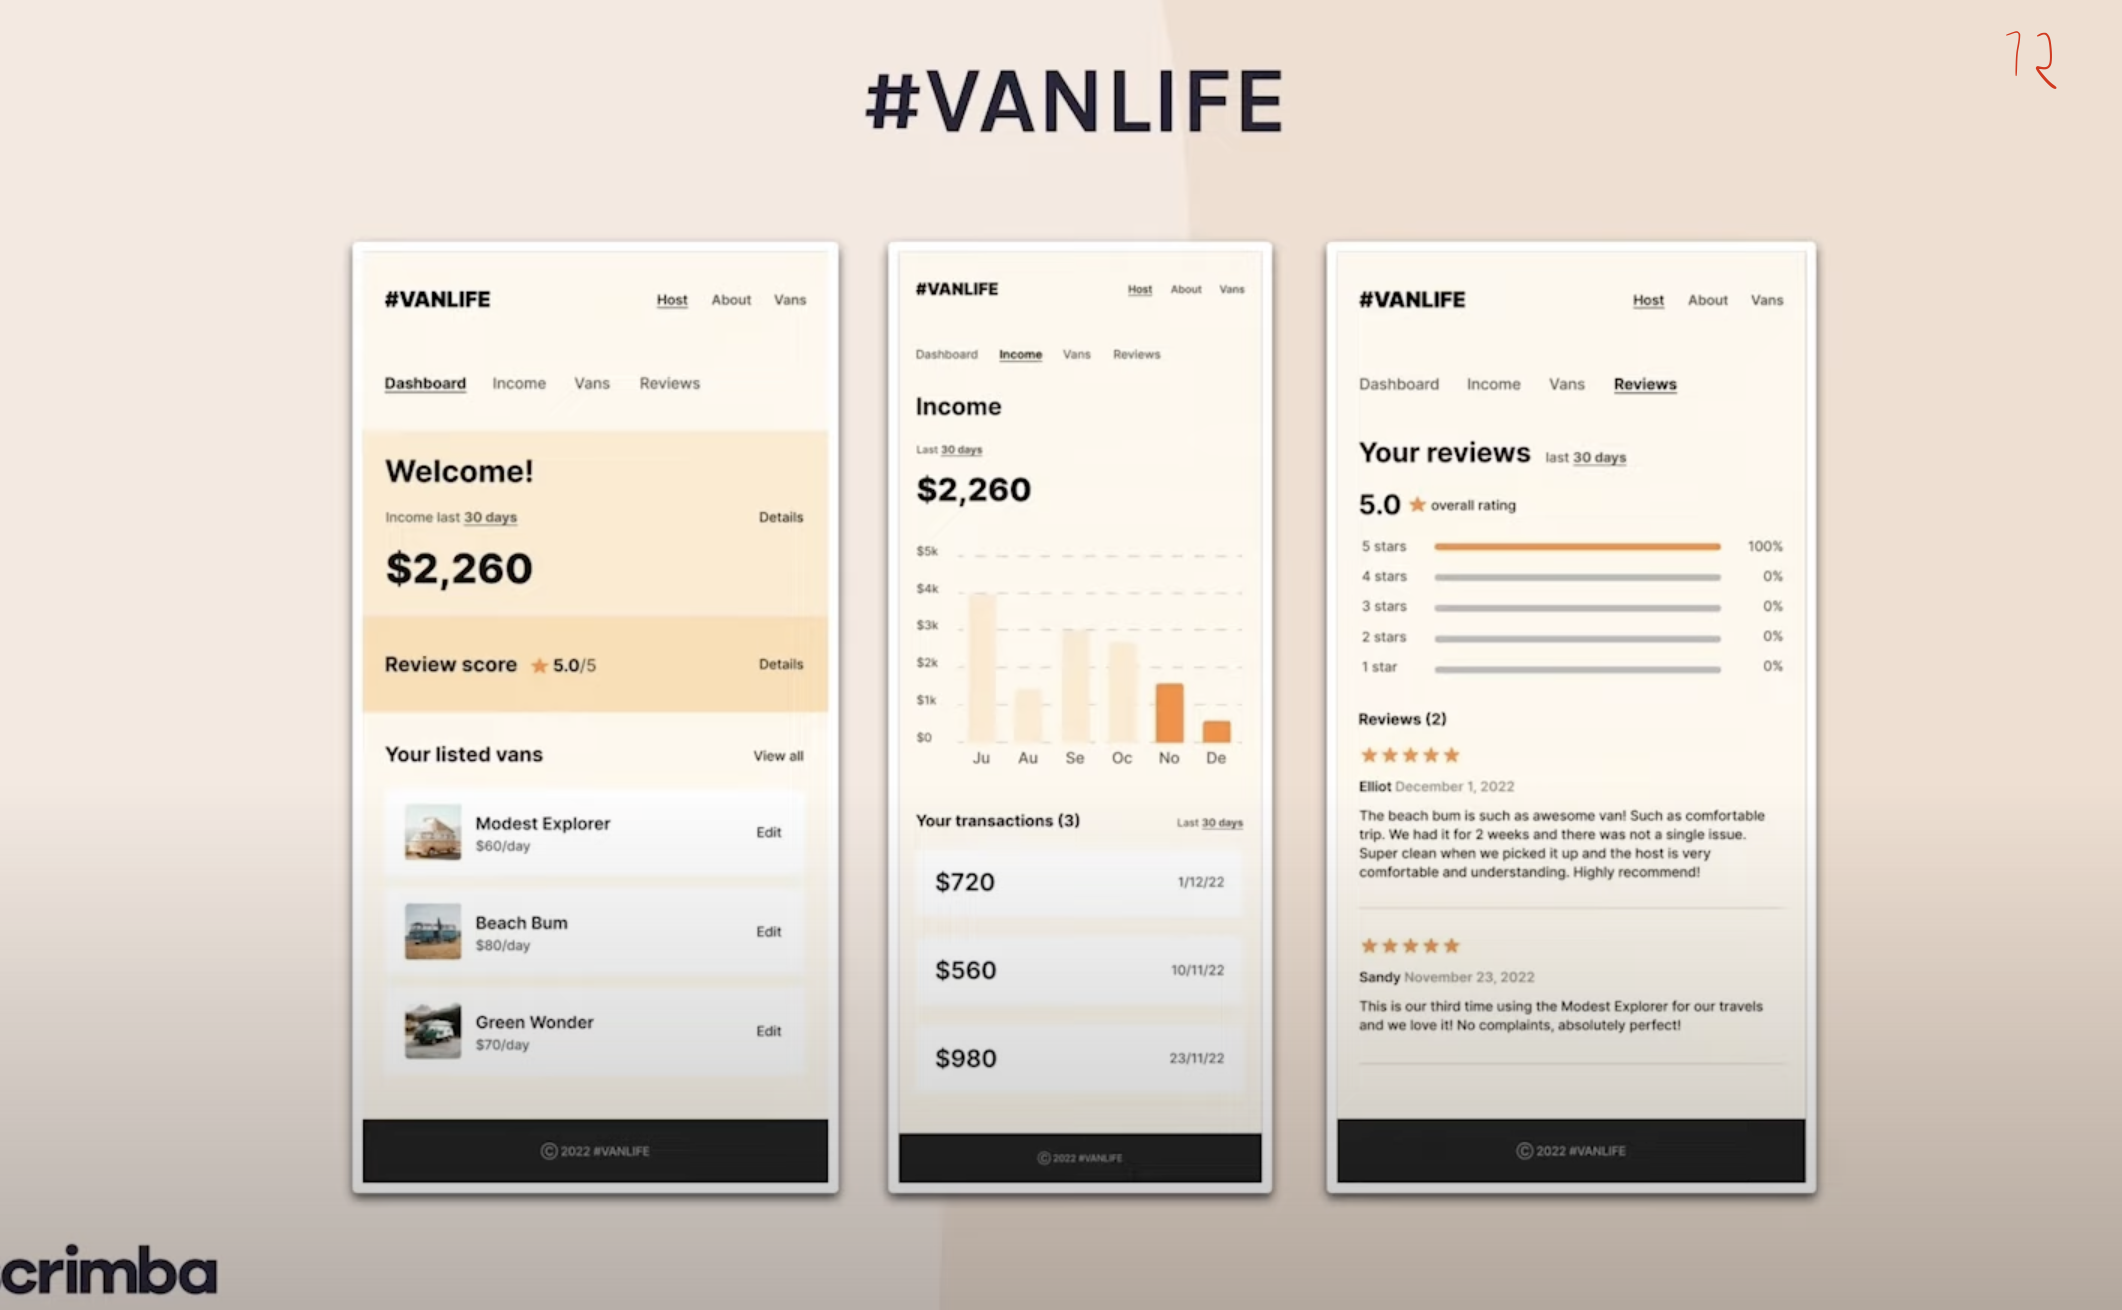 12
#VANLIFE
#VANLIFE Host About Vans
Dashboard Income Vans Reviews
Welcome!
Income last 30 days Details
$2,260
Review score ★ 5.0/5 Details
Your listed vans View all
Modest Explorer
$60/day
Edit
Beach Bum
$80/day
Edit
Green Wonder
$70/day
Edit
Ⓒ 2022 #VANLIFE
#VANLIFE Host About Vans
Dashboard Income Vans Reviews
Income
Last 30 days
$2,260
$5k
$4k
$3k
$2k
$1k
$0
Ju Au Se Oc No De
Your transactions (3) Last 30 days
$720 1/12/22
$560 10/11/22
$980 23/11/22
Ⓒ 2022 #VANLIFE
#VANLIFE Host About Vans
Dashboard Income Vans Reviews
Your reviews last 30 days
5.0 ★ overall rating
5 stars 100%
4 stars 0%
3 stars 0%
2 stars 0%
1 star 0%
Reviews (2)
★★★★★
Elliot December 1, 2022
The beach bum is such as awesome van! Such as comfortable
trip. We had it for 2 weeks and there was not a single issue.
Super clean when we picked it up and the host is very
comfortable and understanding. Highly recommend!
★★★★★
Sandy November 23, 2022
This is our third time using the Modest Explorer for our travels
and we love it! No complaints, absolutely perfect!
Ⓒ 2022 #VANLIFE
crimba